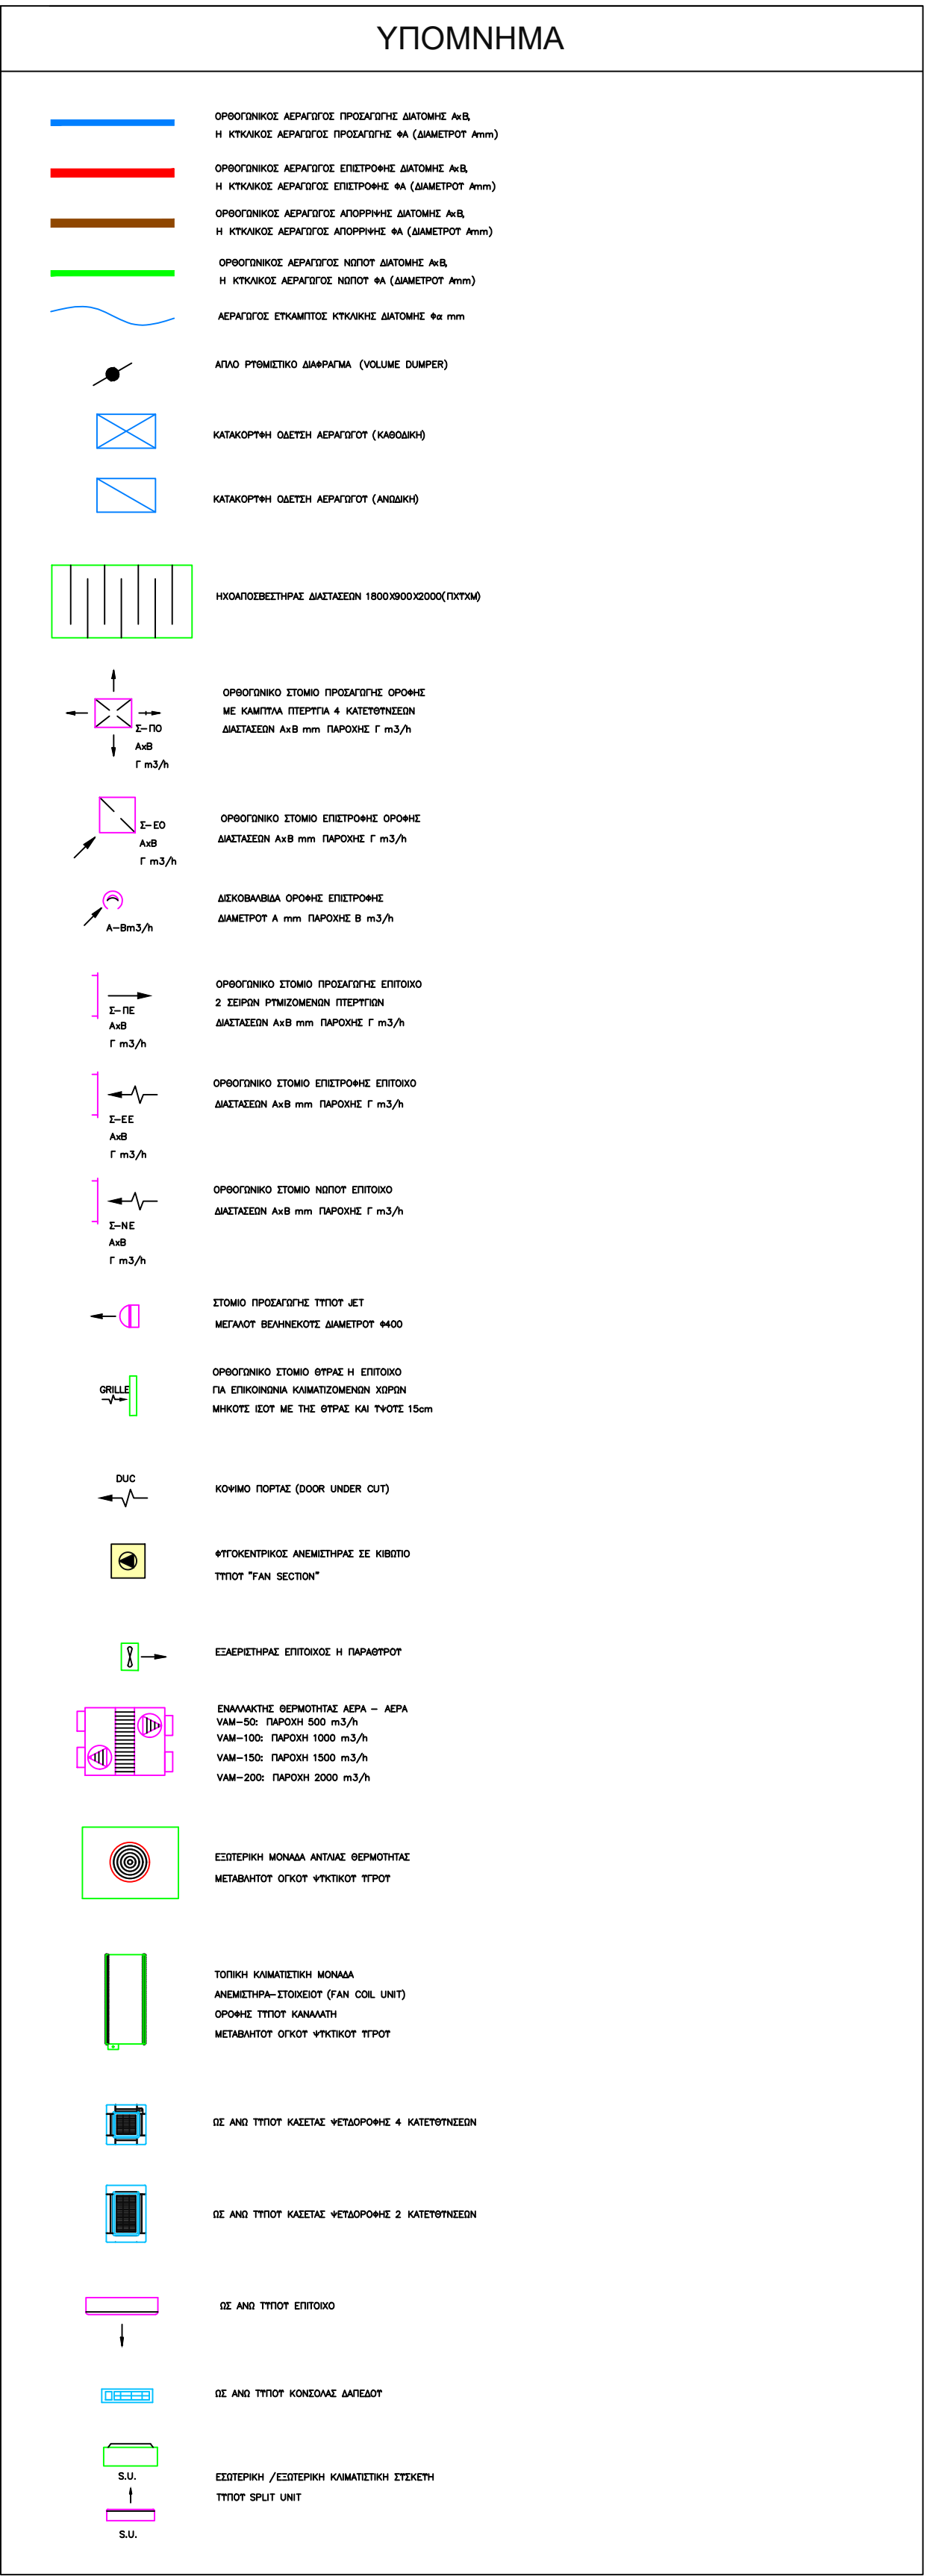 ΥΠΟΜΝΗΜΑ
ΟΡΘΟΓΩΝΙΚΟΣ ΑΕΡΑΓΩΓΟΣ ΠΡΟΣΑΓΩΓΗΣ ΔΙΑΤΟΜΗΣ ΑxΒ,
Η ΚΥΚΛΙΚΟΣ ΑΕΡΑΓΩΓΟΣ ΠΡΟΣΑΓΩΓΗΣ ΦΑ (ΔΙΑΜΕΤΡΟΥ Αmm)
ΟΡΘΟΓΩΝΙΚΟΣ ΑΕΡΑΓΩΓΟΣ ΕΠΙΣΤΡΟΦΗΣ ΔΙΑΤΟΜΗΣ ΑxΒ,
Η ΚΥΚΛΙΚΟΣ ΑΕΡΑΓΩΓΟΣ ΕΠΙΣΤΡΟΦΗΣ ΦΑ (ΔΙΑΜΕΤΡΟΥ Αmm)
ΟΡΘΟΓΩΝΙΚΟΣ ΑΕΡΑΓΩΓΟΣ ΑΠΟΡΡΙΨΗΣ ΔΙΑΤΟΜΗΣ ΑxΒ,
Η ΚΥΚΛΙΚΟΣ ΑΕΡΑΓΩΓΟΣ ΑΠΟΡΡΙΨΗΣ ΦΑ (ΔΙΑΜΕΤΡΟΥ Αmm)
ΟΡΘΟΓΩΝΙΚΟΣ ΑΕΡΑΓΩΓΟΣ ΝΩΠΟΥ ΔΙΑΤΟΜΗΣ ΑxΒ,
Η ΚΥΚΛΙΚΟΣ ΑΕΡΑΓΩΓΟΣ ΝΩΠΟΥ ΦΑ (ΔΙΑΜΕΤΡΟΥ Αmm)
ΑΕΡΑΓΩΓΟΣ ΕΥΚΑΜΠΤΟΣ ΚΥΚΛΙΚΗΣ ΔΙΑΤΟΜΗΣ Φα mm
ΑΠΛΟ ΡΥΘΜΙΣΤΙΚΟ ΔΙΑΦΡΑΓΜΑ (VOLUME DUMPER)
ΚΑΤΑΚΟΡΥΦΗ ΟΔΕΥΣΗ ΑΕΡΑΓΩΓΟΥ (ΚΑΘΟΔΙΚΗ)
ΚΑΤΑΚΟΡΥΦΗ ΟΔΕΥΣΗ ΑΕΡΑΓΩΓΟΥ (ΑΝΩΔΙΚΗ)
ΗΧΟΑΠΟΣΒΕΣΤΗΡΑΣ ΔΙΑΣΤΑΣΕΩΝ 1800X900X2000(ΠΧΥΧΜ)
ΟΡΘΟΓΩΝΙΚΟ ΣΤΟΜΙΟ ΠΡΟΣΑΓΩΓΗΣ ΟΡΟΦΗΣ
ΜΕ ΚΑΜΠΥΛΑ ΠΤΕΡΥΓΙΑ 4 ΚΑΤΕΥΘΥΝΣΕΩΝ
ΔΙΑΣΤΑΣΕΩΝ ΑxΒ mm ΠΑΡΟΧΗΣ Γ m3/h
Σ-ΠΟ
ΑxΒ
Γ m3/h
ΟΡΘΟΓΩΝΙΚΟ ΣΤΟΜΙΟ ΕΠΙΣΤΡΟΦΗΣ ΟΡΟΦΗΣ
ΔΙΑΣΤΑΣΕΩΝ ΑxΒ mm ΠΑΡΟΧΗΣ Γ m3/h
Σ-ΕΟ
ΑxΒ
Γ m3/h
ΔΙΣΚΟΒΑΛΒΙΔΑ ΟΡΟΦΗΣ ΕΠΙΣΤΡΟΦΗΣ
ΔΙΑΜΕΤΡΟΥ Α mm ΠΑΡΟΧΗΣ Β m3/h
Α-Βm3/h
ΟΡΘΟΓΩΝΙΚΟ ΣΤΟΜΙΟ ΠΡΟΣΑΓΩΓΗΣ ΕΠΙΤΟΙΧΟ
2 ΣΕΙΡΩΝ ΡΥΜΙΖΟΜΕΝΩΝ ΠΤΕΡΥΓΙΩΝ
ΔΙΑΣΤΑΣΕΩΝ ΑxΒ mm ΠΑΡΟΧΗΣ Γ m3/h
Σ-ΠΕ
ΑxΒ
Γ m3/h
ΟΡΘΟΓΩΝΙΚΟ ΣΤΟΜΙΟ ΕΠΙΣΤΡΟΦΗΣ ΕΠΙΤΟΙΧΟ
ΔΙΑΣΤΑΣΕΩΝ ΑxΒ mm ΠΑΡΟΧΗΣ Γ m3/h
Σ-ΕΕ
ΑxΒ
Γ m3/h
ΟΡΘΟΓΩΝΙΚΟ ΣΤΟΜΙΟ ΝΩΠΟΥ ΕΠΙΤΟΙΧΟ
ΔΙΑΣΤΑΣΕΩΝ ΑxΒ mm ΠΑΡΟΧΗΣ Γ m3/h
Σ-ΝΕ
ΑxΒ
Γ m3/h
ΣΤΟΜΙΟ ΠΡΟΣΑΓΩΓΗΣ ΤΥΠΟΥ JET
ΜΕΓΑΛΟΥ ΒΕΛΗΝΕΚΟΥΣ ΔΙΑΜΕΤΡΟΥ Φ400
ΟΡΘΟΓΩΝΙΚΟ ΣΤΟΜΙΟ ΘΥΡΑΣ Η ΕΠΙΤΟΙΧΟ
ΓΙΑ ΕΠΙΚΟΙΝΩΝΙΑ ΚΛΙΜΑΤΙΖΟΜΕΝΩΝ ΧΩΡΩΝ
ΜΗΚΟΥΣ ΙΣΟΥ ΜΕ ΤΗΣ ΘΥΡΑΣ ΚΑΙ ΥΨΟΥΣ 15cm
GRILLE
DUC
ΚΟΨΙΜΟ ΠΟΡΤΑΣ (DOOR UNDER CUT)
ΦΥΓΟΚΕΝΤΡΙΚΟΣ ΑΝΕΜΙΣΤΗΡΑΣ ΣΕ ΚΙΒΩΤΙΟ
ΤΥΠΟΥ "FAN SECTION"
ΕΞΑΕΡΙΣΤΗΡΑΣ ΕΠΙΤΟΙΧΟΣ Η ΠΑΡΑΘΥΡΟΥ
ΕΝΑΛΛΑΚΤΗΣ ΘΕΡΜΟΤΗΤΑΣ ΑΕΡΑ - ΑΕΡΑ
VAM-50: ΠΑΡΟΧΗ 500 m3/h
VAM-100: ΠΑΡΟΧΗ 1000 m3/h
VAM-150: ΠΑΡΟΧΗ 1500 m3/h
VAM-200: ΠΑΡΟΧΗ 2000 m3/h
ΕΞΩΤΕΡΙΚΗ ΜΟΝΑΔΑ ΑΝΤΛΙΑΣ ΘΕΡΜΟΤΗΤΑΣ
ΜΕΤΑΒΛΗΤΟΥ ΟΓΚΟΥ ΨΥΚΤΙΚΟΥ ΥΓΡΟΥ
ΤΟΠΙΚΗ ΚΛΙΜΑΤΙΣΤΙΚΗ ΜΟΝΑΔΑ
ΑΝΕΜΙΣΤΗΡΑ-ΣΤΟΙΧΕΙΟΥ (FAN COIL UNIT)
ΟΡΟΦΗΣ ΤΥΠΟΥ ΚΑΝΑΛΑΤΗ
ΜΕΤΑΒΛΗΤΟΥ ΟΓΚΟΥ ΨΥΚΤΙΚΟΥ ΥΓΡΟΥ
ΩΣ ΑΝΩ ΤΥΠΟΥ ΚΑΣΕΤΑΣ ΨΕΥΔΟΡΟΦΗΣ 4 ΚΑΤΕΥΘΥΝΣΕΩΝ
ΩΣ ΑΝΩ ΤΥΠΟΥ ΚΑΣΕΤΑΣ ΨΕΥΔΟΡΟΦΗΣ 2 ΚΑΤΕΥΘΥΝΣΕΩΝ
ΩΣ ΑΝΩ ΤΥΠΟΥ ΕΠΙΤΟΙΧΟ
ΩΣ ΑΝΩ ΤΥΠΟΥ ΚΟΝΣΟΛΑΣ ΔΑΠΕΔΟΥ
S.U.
ΕΣΩΤΕΡΙΚΗ /ΕΞΩΤΕΡΙΚΗ ΚΛΙΜΑΤΙΣΤΙΚΗ ΣΥΣΚΕΥΗ
ΤΥΠΟΥ SPLIT UNIT
S.U.